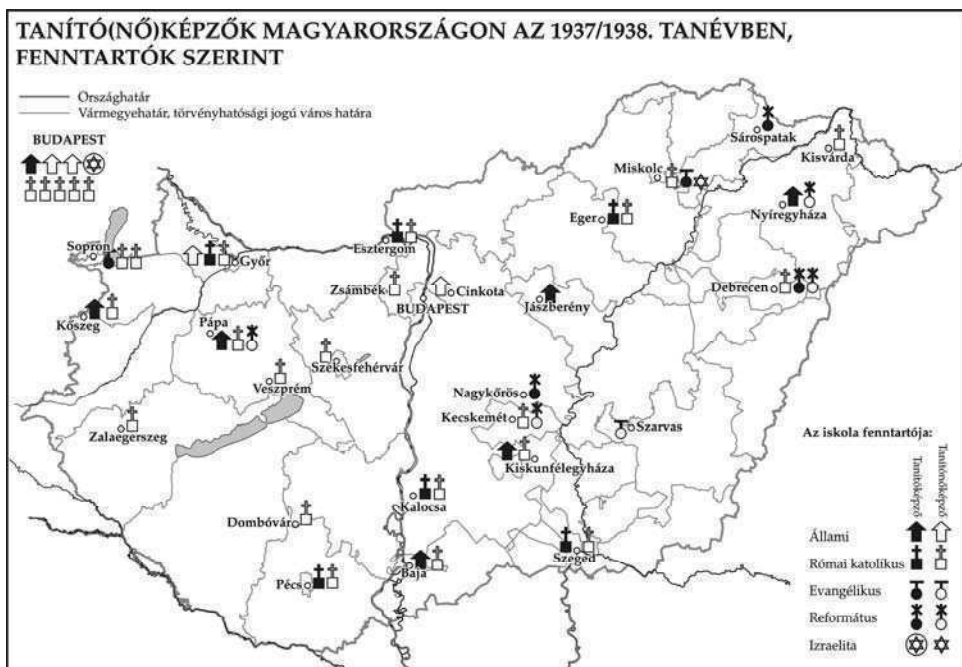 TANÍTÓ(NŐ)KÉPZŐK MAGYARORSZÁGON AZ 1937/1938. TANÉVBEN,
FENNTARTÓK SZERINT
Országhatár
Vármegyehatár, törvényhatósági jogú város határa
BUDAPEST
Sárospatak
Kisvárda
Miskolc
Nyíregyháza
Eger
Sopron
Győr
Esztergom
Zsámbék
Cinkota
BUDAPEST
Jászberény
Debrecen
Kőszeg
Pápa
Székesfehérvár
Veszprém
Nagykőrös
Kecskemét
Szarvas
Zalaegerszeg
Kiskunfélegyháza
Kalocsa
Dombóvár
Szeged
Baja
Pécs
Az iskola fenntartója:
Tanítóképző
Tanítónőképző
Állami
Római katolikus
Evangélikus
Református
Izraelita